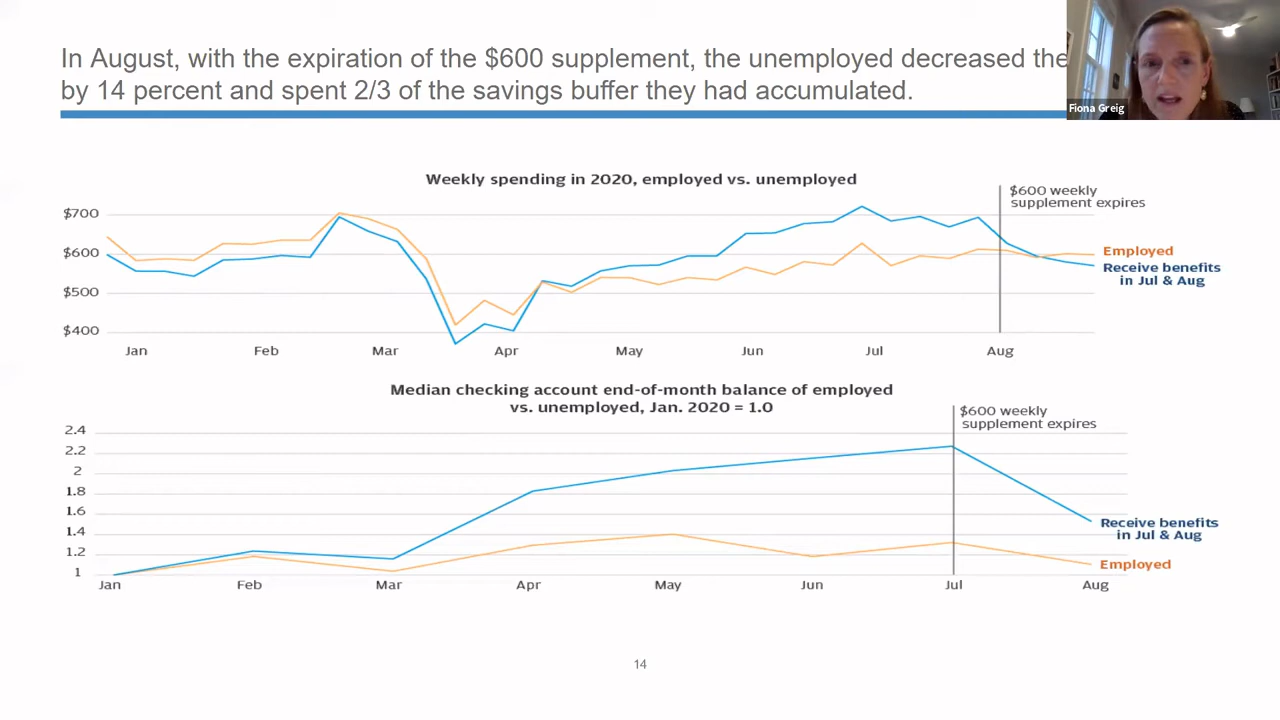 In August, with the expiration of the $600 supplement, the unemployed decreased the
by 14 percent and spent 2/3 of the savings buffer they had accumulated.
Fiona Greig
Weekly spending in 2020, employed vs. unemployed
$600 weekly
supplement expires
$700
$600
$500
$400
Employed
Receive benefits
in Jul & Aug
Jan Feb Mar Apr May Jun Jul Aug
Median checking account end-of-month balance of employed
vs. unemployed, Jan. 2020 = 1.0
$600 weekly
supplement expires
2.4
2.2
2
1.8
1.6
1.4
1.2
1
Receive benefits
in Jul & Aug
Employed
Jan Feb Mar Apr May Jun Jul Aug
14